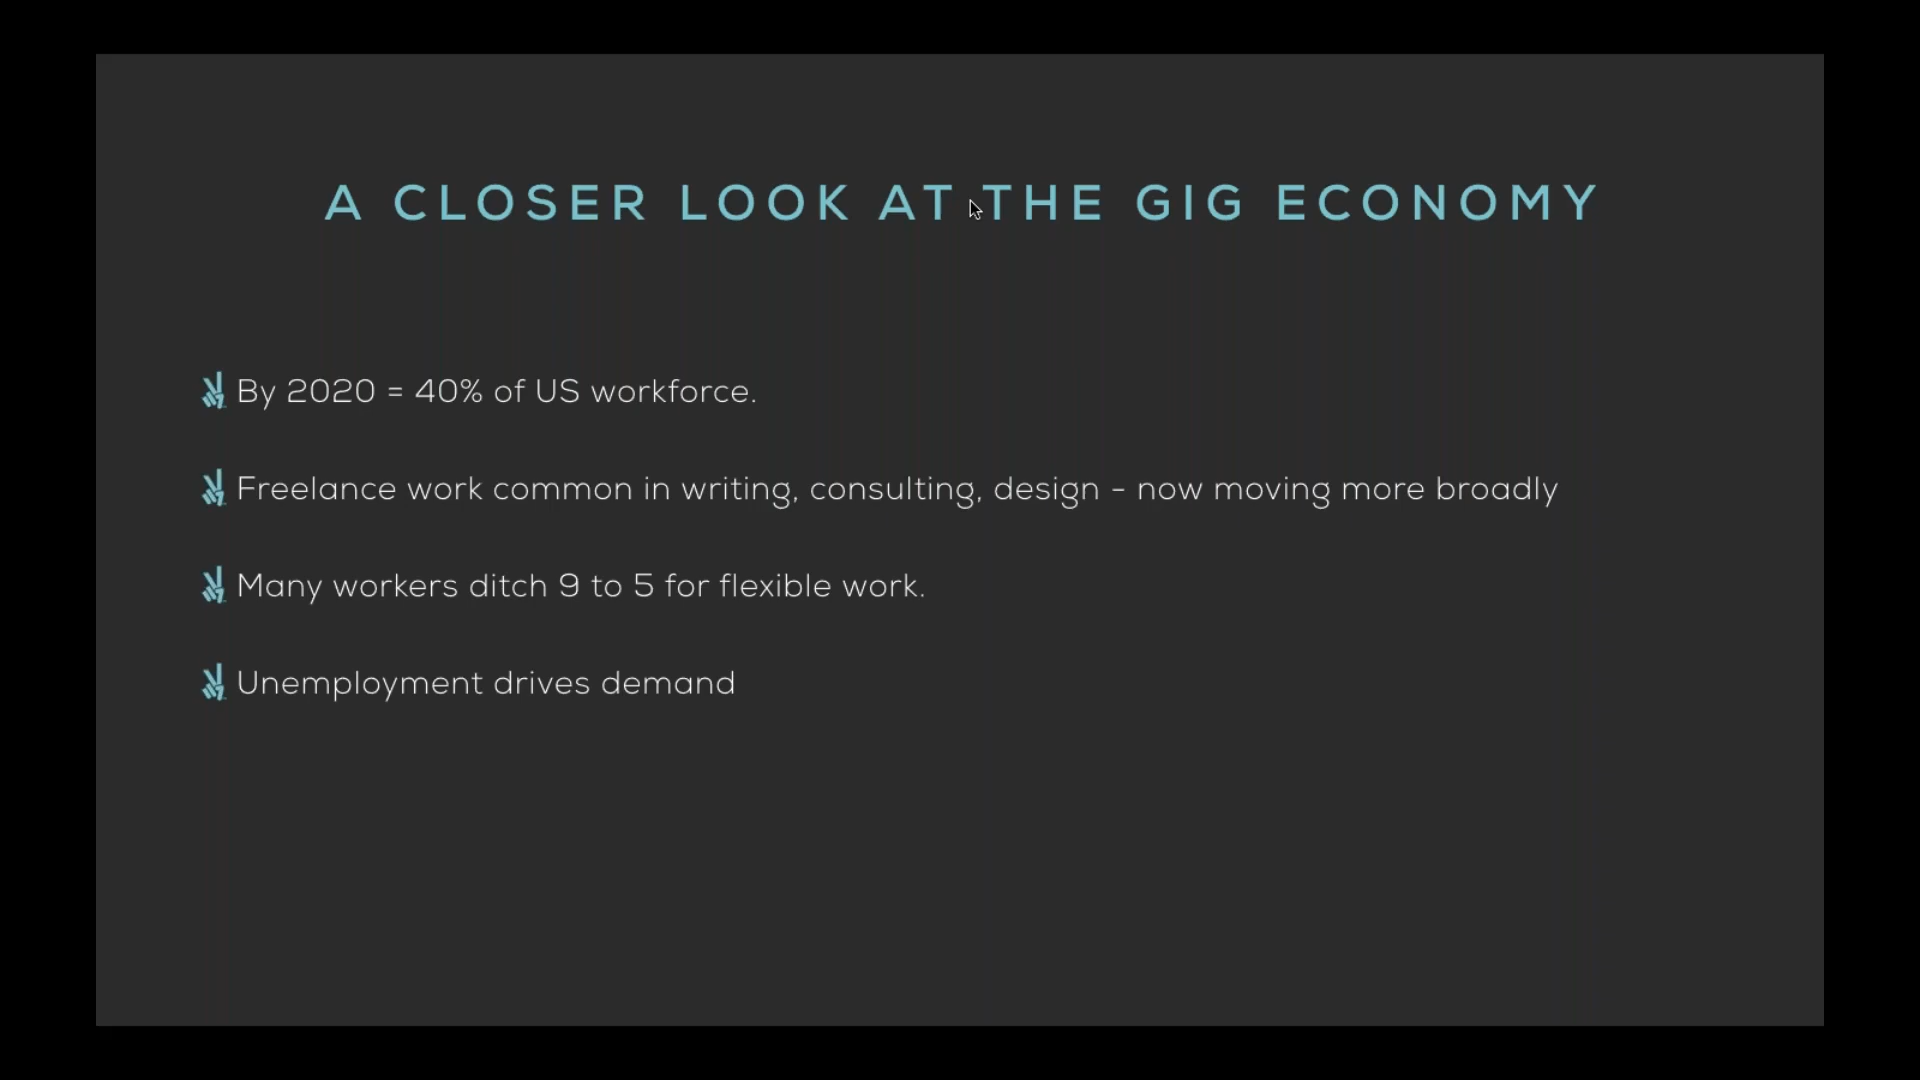 A CLOSER LOOK AT THE GIG ECONOMY
By 2020 = 40% of US workforce.
Freelance work common in writing, consulting, design - now moving more broadly
Many workers ditch 9 to 5 for flexible work.
Unemployment drives demand